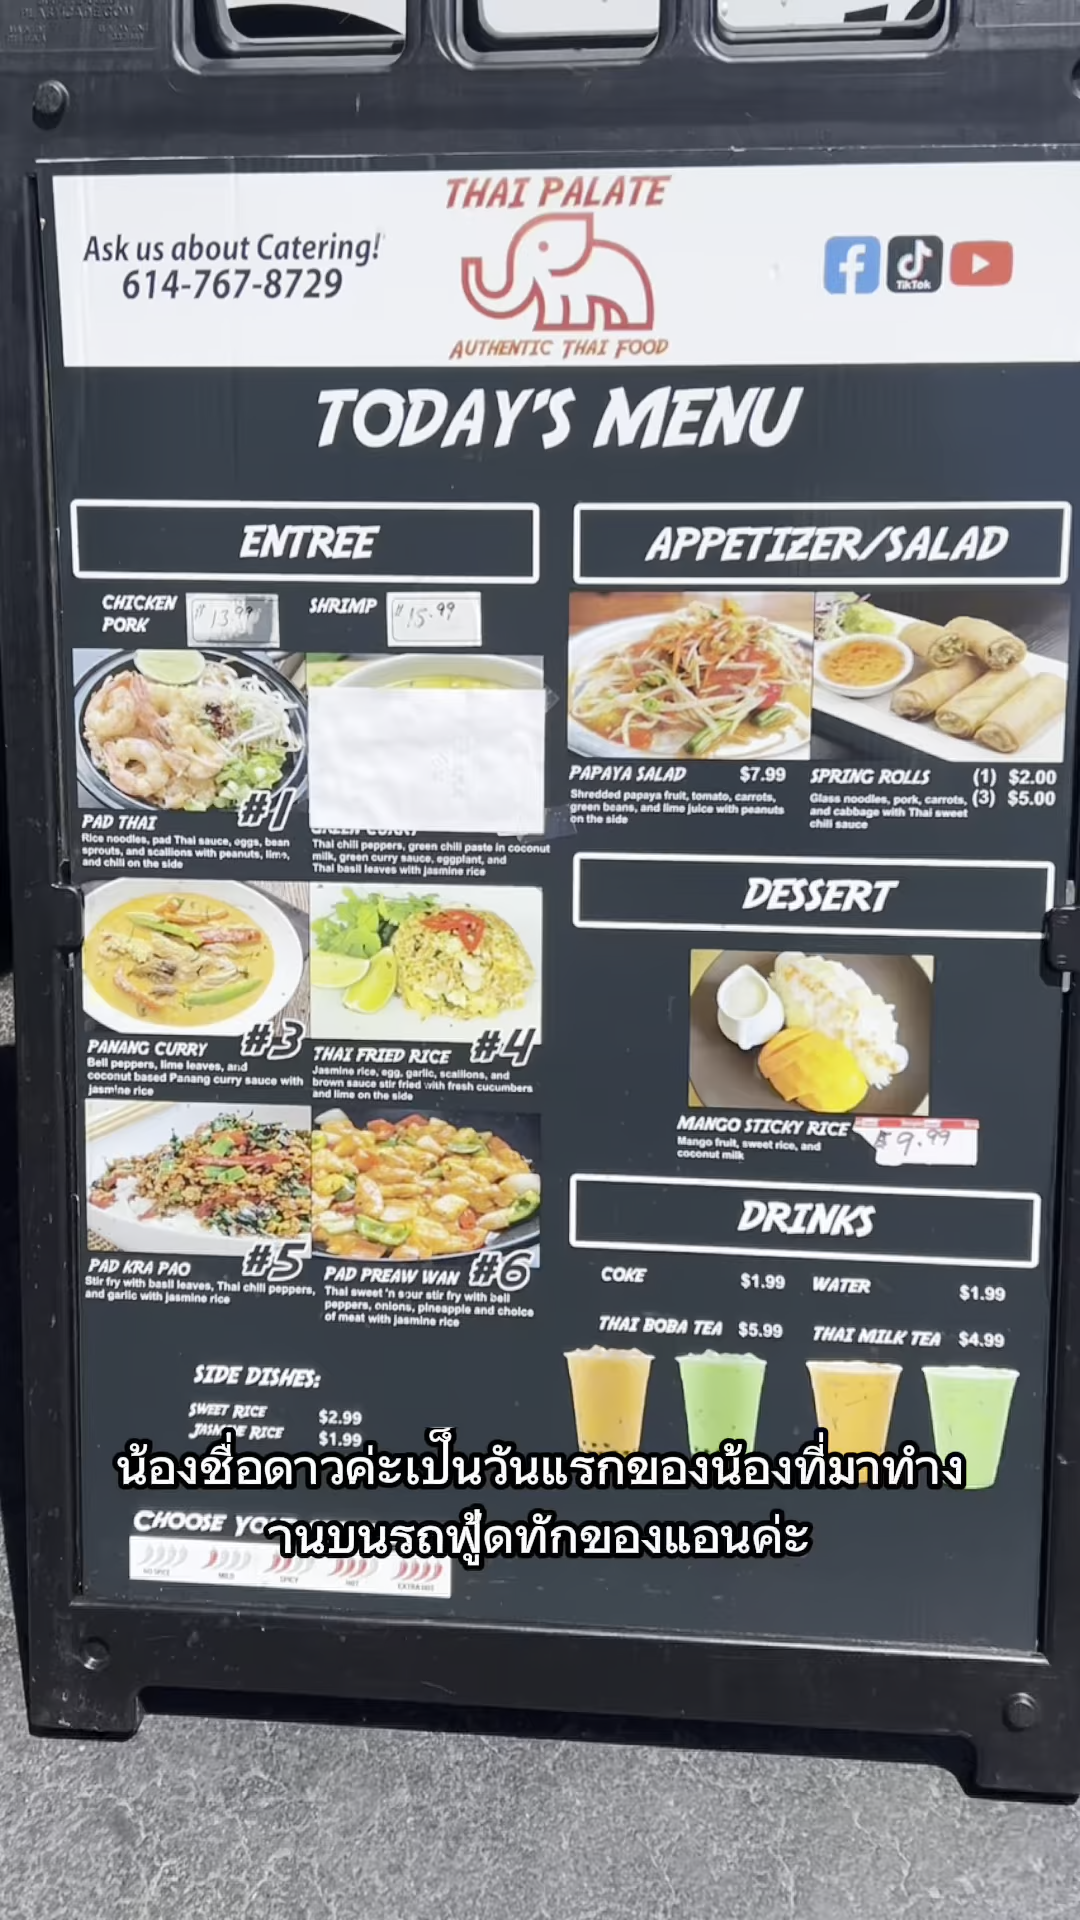 THAI PALATE
Ask us about Catering!
614-767-8729
TikTok
AUTHENTIC THAI FOOD
TODAY'S MENU
ENTREE
CHICKEN
PORK
$13.99
SHRIMP
$15.99
#1
PAD THAI
Rice noodles, pad Thai sauce, eggs, bean
sprouts, and scallions with peanuts, lime,
and chili on the side
GREEN CURRY
Thai chili peppers, green chili paste in coconut
milk, green curry sauce, eggplant, and
Thai basil leaves with jasmine rice
#3
PANANG CURRY
Bell peppers, lime leaves, and
coconut based Panang curry sauce with
jasmine rice
#4
THAI FRIED RICE
Jasmine rice, egg, garlic, scallions, and
brown sauce stir fried with fresh cucumbers
and lime on the side
#5
PAD KRA PAO
Stir fry with basil leaves, Thai chili peppers,
and garlic with jasmine rice
#6
PAD PREAW WAN
Thai sweet 'n sour stir fry with bell
peppers, onions, pineapple and choice
of meat with jasmine rice
SIDE DISHES:
SWEET RICE $2.99
JASMINE RICE $1.99
APPETIZER/SALAD
PAPAYA SALAD $7.99
Shredded papaya fruit, tomato, carrots,
green beans, and lime juice with peanuts
on the side
SPRING ROLLS (1) $2.00
(3) $5.00
Glass noodles, pork, carrots,
and cabbage with Thai sweet
chili sauce
DESSERT
MANGO STICKY RICE $9.99
Mango fruit, sweet rice, and
coconut milk
DRINKS
COKE $1.99 WATER $1.99
THAI BOBA TEA $5.99 THAI MILK TEA $4.99
น้องชื่อดาวค่ะเป็นวันแรกของน้องที่มาทำง
านบนรถฟู้ดทักของแอนค่ะ
CHOOSE
NO SPICE MILD SPICY HOT EXTRA HOT